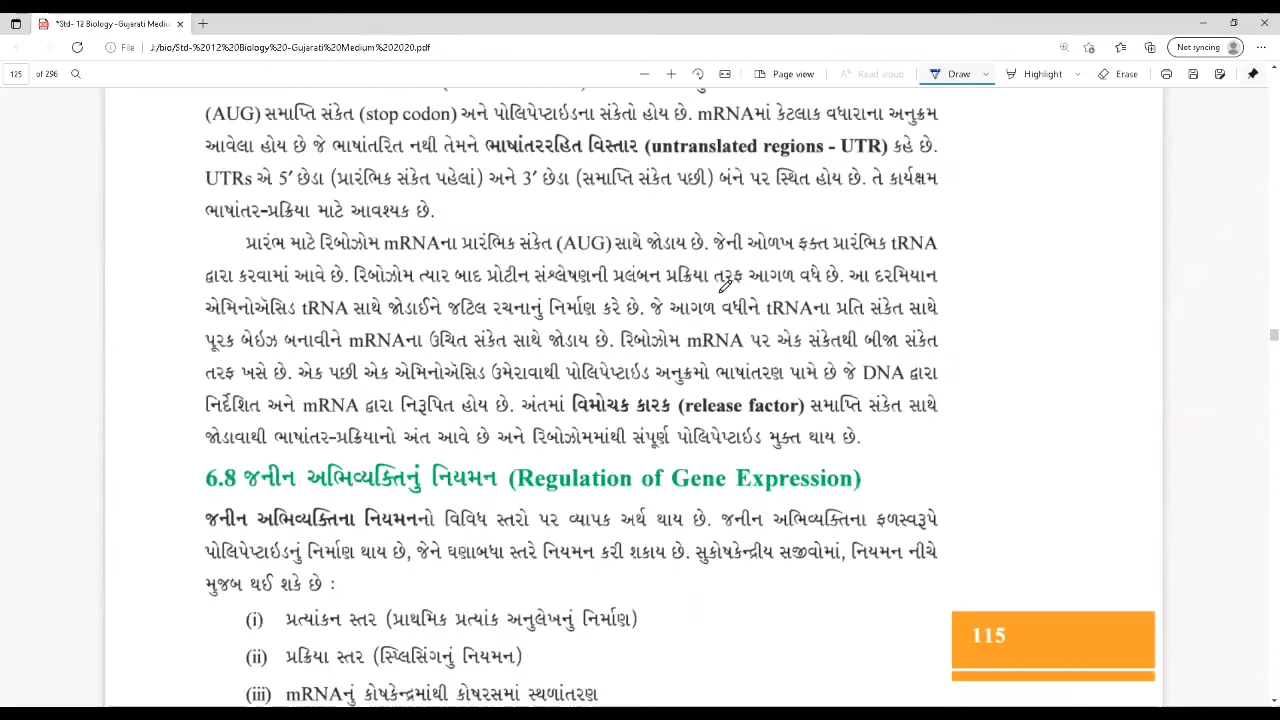 *Std- 12 Biology -Gujarati Mediu
File J:/bio/Std-%2012%20Biology%20-Gujarati%20Medium%202020.pdf
Not syncing
125 of 296
Page view
Read aloud
Draw
Highlight
Erase
(AUG) સમાપ્તિ સંકેત (stop codon) અને પોલિપેપ્ટાઇડના સંકેતો હોય છે. mRNAમાં કેટલાક વધારાના અનુક્રમ
આવેલા હોય છે જે ભાષાંતરિત નથી તેમને ભાષાંતરરહિત વિસ્તાર (untranslated regions - UTR) કહે છે.
UTRs એ 5′ છેડા (પ્રારંભિક સંકેત પહેલાં) અને 3′ છેડા (સમાપ્તિ સંકેત પછી) બંને પર સ્થિત હોય છે. તે કાર્યક્ષમ
ભાષાંતર-પ્રક્રિયા માટે આવશ્યક છે.
પ્રારંભ માટે રિબોઝોમ mRNAના પ્રારંભિક સંકેત (AUG) સાથે જોડાય છે. જેની ઓળખ ફક્ત પ્રારંભિક tRNA
દ્વારા કરવામાં આવે છે. રિબોઝોમ ત્યાર બાદ પ્રોટીન સંશ્લેષણની પ્રલંબન પ્રક્રિયા તરફ આગળ વધે છે. આ દરમિયાન
એમિનોઍસિડ tRNA સાથે જોડાઈને જટિલ રચનાનું નિર્માણ કરે છે. જે આગળ વધીને tRNAના પ્રતિ સંકેત સાથે
પૂરક બેઇઝ બનાવીને mRNAના ઉચિત સંકેત સાથે જોડાય છે. રિબોઝોમ mRNA પર એક સંકેતથી બીજા સંકેત
તરફ ખસે છે. એક પછી એક એમિનોઍસિડ ઉમેરાવાથી પોલિપેપ્ટાઇડ અનુક્રમો ભાષાંતરણ પામે છે જે DNA દ્વારા
નિર્દેશિત અને mRNA દ્વારા નિરૂપિત હોય છે. અંતમાં વિમોચક કારક (release factor) સમાપ્તિ સંકેત સાથે
જોડાવાથી ભાષાંતર-પ્રક્રિયાનો અંત આવે છે અને રિબોઝોમમાંથી સંપૂર્ણ પોલિપેપ્ટાઇડ મુક્ત થાય છે.
6.8 જનીન અભિવ્યક્તિનું નિયમન (Regulation of Gene Expression)
જનીન અભિવ્યક્તિના નિયમનનો વિવિધ સ્તરો પર વ્યાપક અર્થ થાય છે. જનીન અભિવ્યક્તિના ફળસ્વરૂપે
પોલિપેપ્ટાઇડનું નિર્માણ થાય છે, જેને ઘણાબધા સ્તરે નિયમન કરી શકાય છે. સુકોષકેન્દ્રીય સજીવોમાં, નિયમન નીચે
મુજબ થઈ શકે છે :
(i) પ્રત્યાંકન સ્તર (પ્રાથમિક પ્રત્યાંક અનુલેખનું નિર્માણ)
(ii) પ્રક્રિયા સ્તર (સ્પ્લિસિંગનું નિયમન)
(iii) mRNAનું કોષકેન્દ્રમાંથી કોષરસમાં સ્થળાંતરણ
115